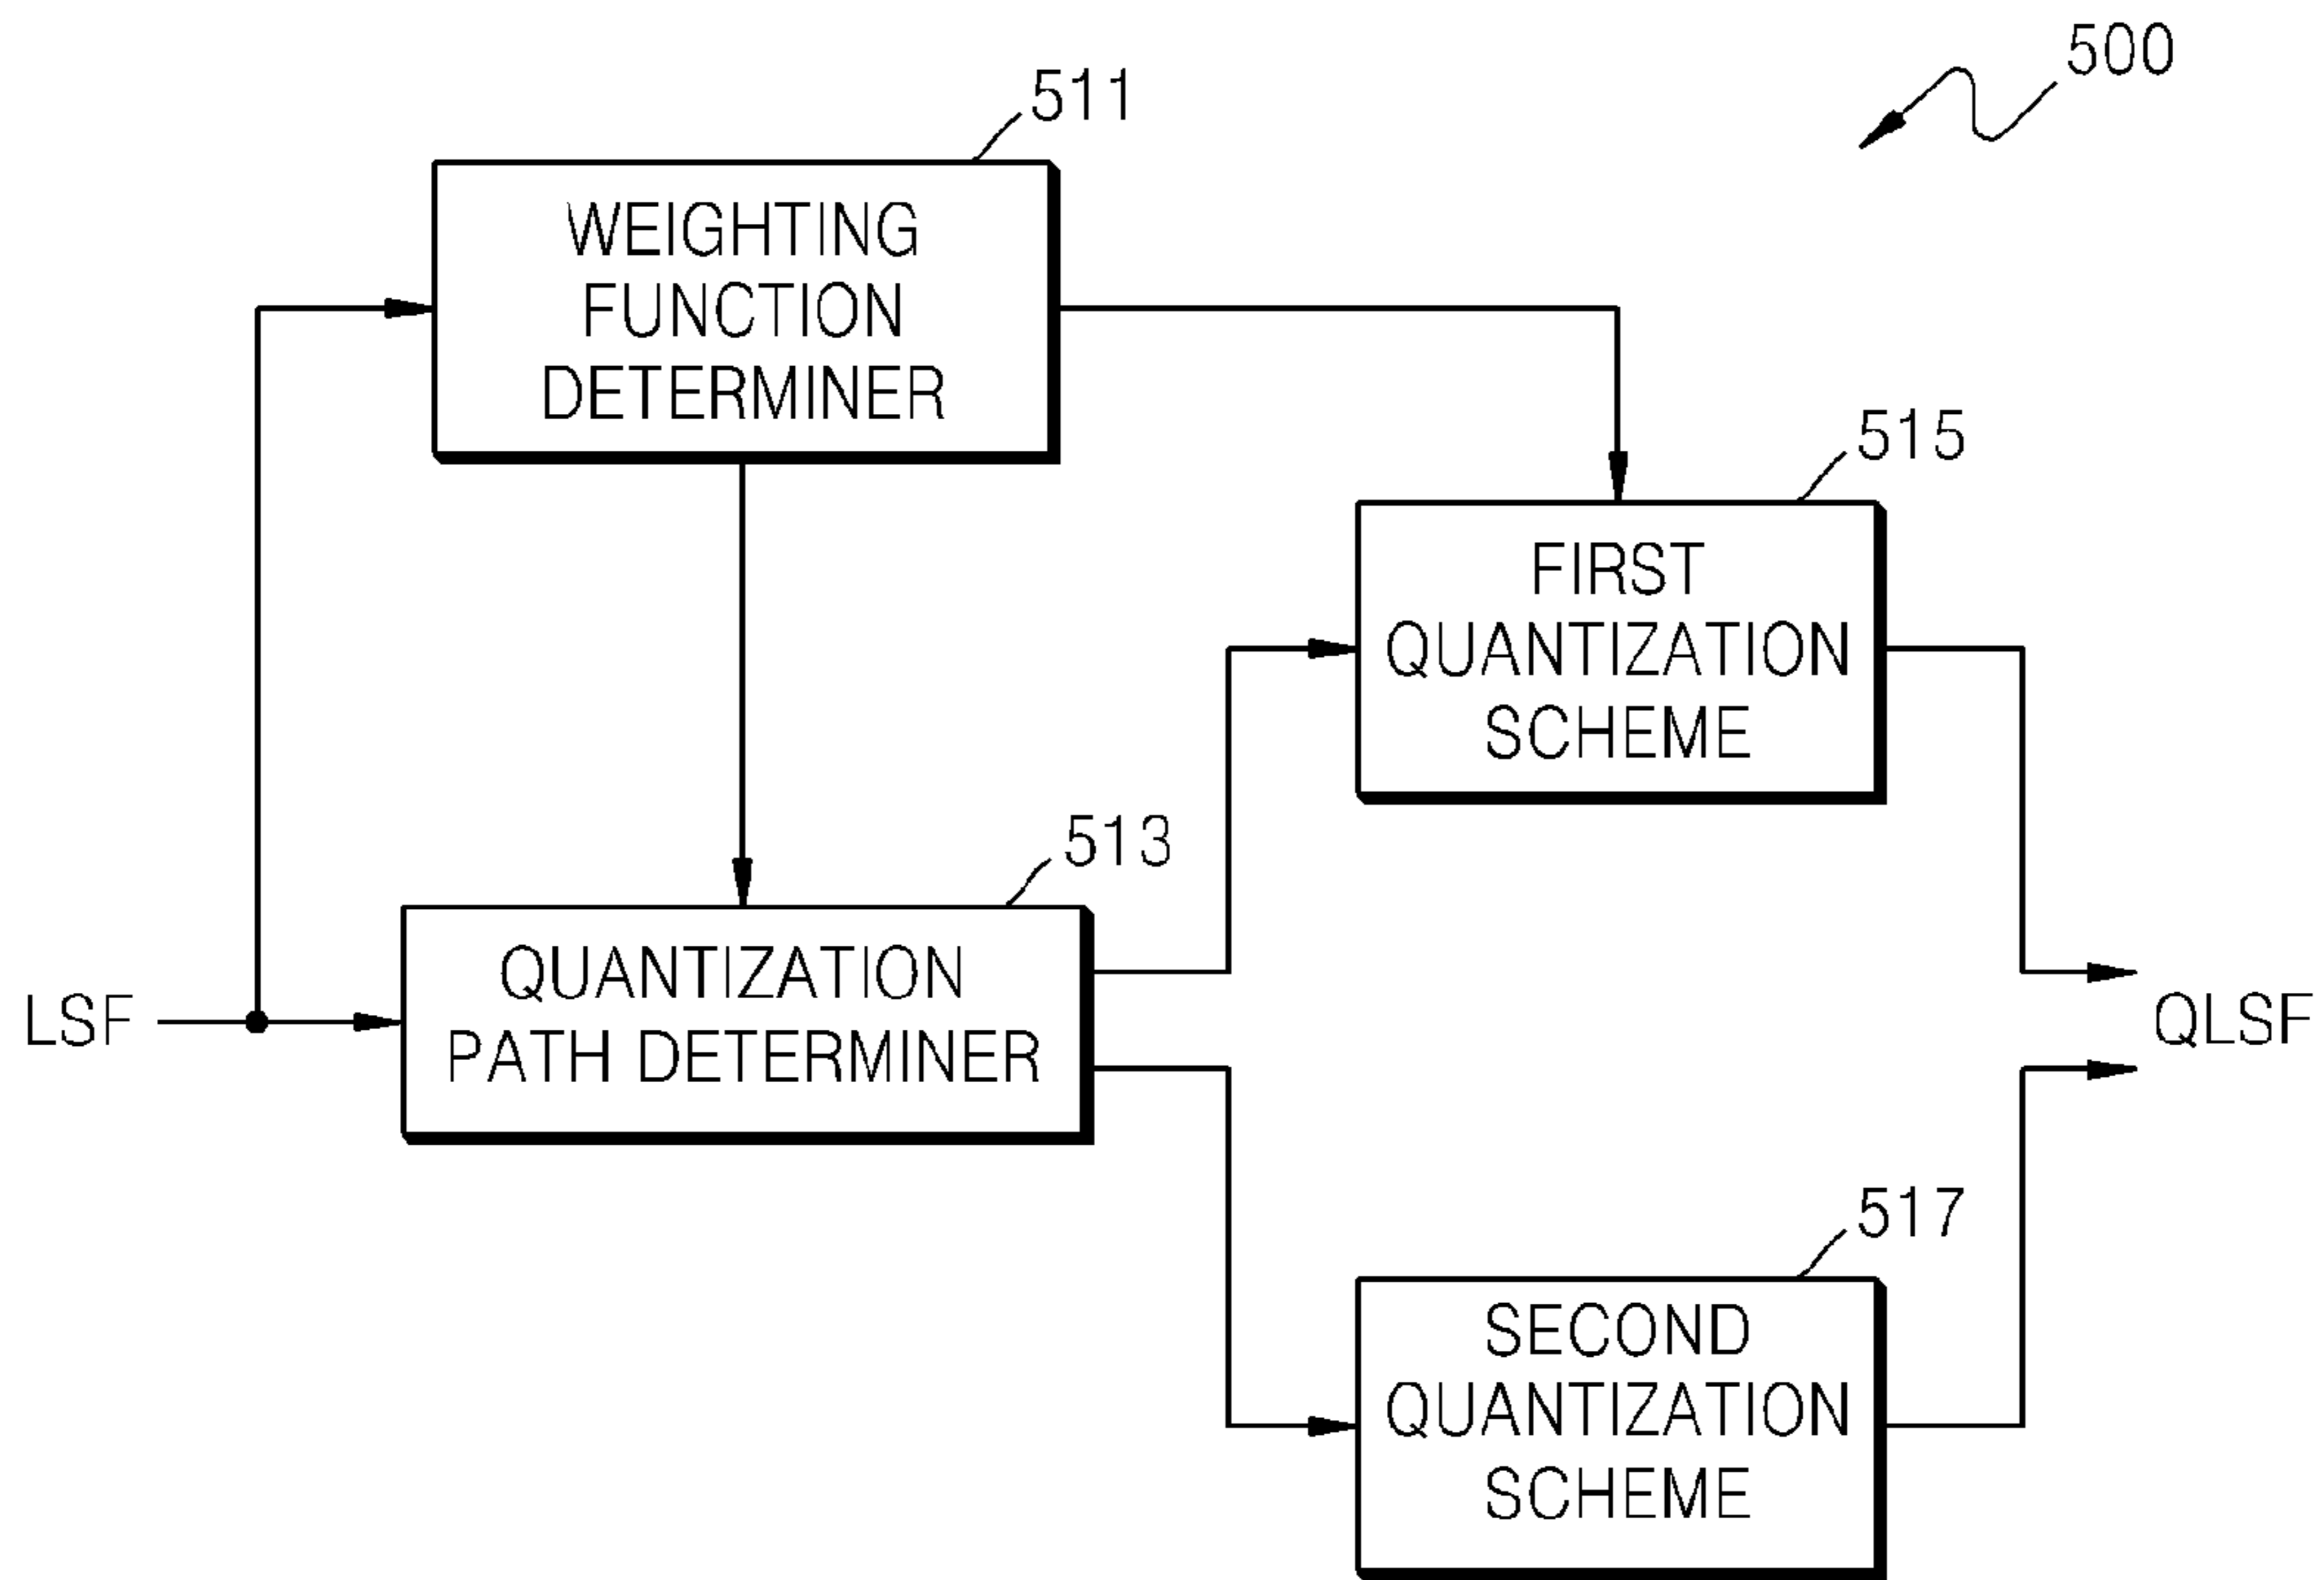 500
511
WEIGHTING
FUNCTION
DETERMINER
515
FIRST
QUANTIZATION
SCHEME
513
QUANTIZATION
PATH DETERMINER
LSF
QLSF
517
SECOND
QUANTIZATION
SCHEME